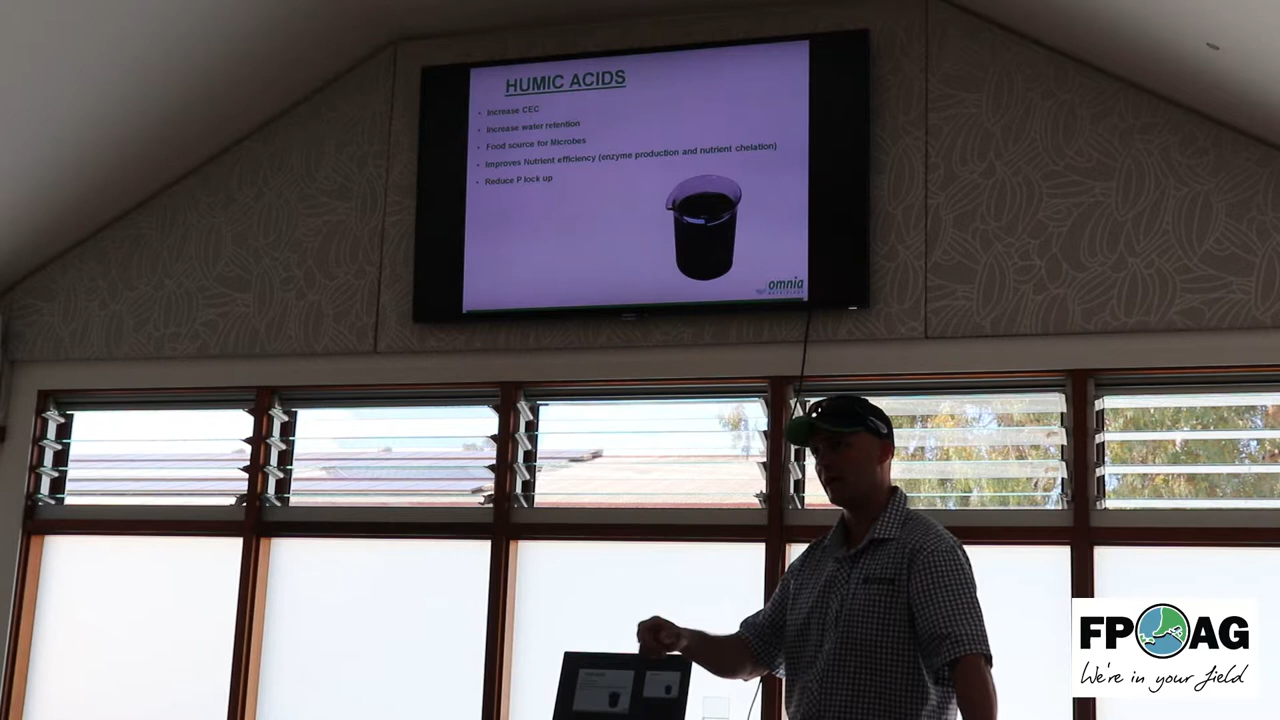 HUMIC ACIDS
Increase CEC
Increase water retention
Food source for Microbes
Improves Nutrient efficiency (enzyme production and nutrient chelation)
Reduce P lock up
omnia
FP AG
We're in your field